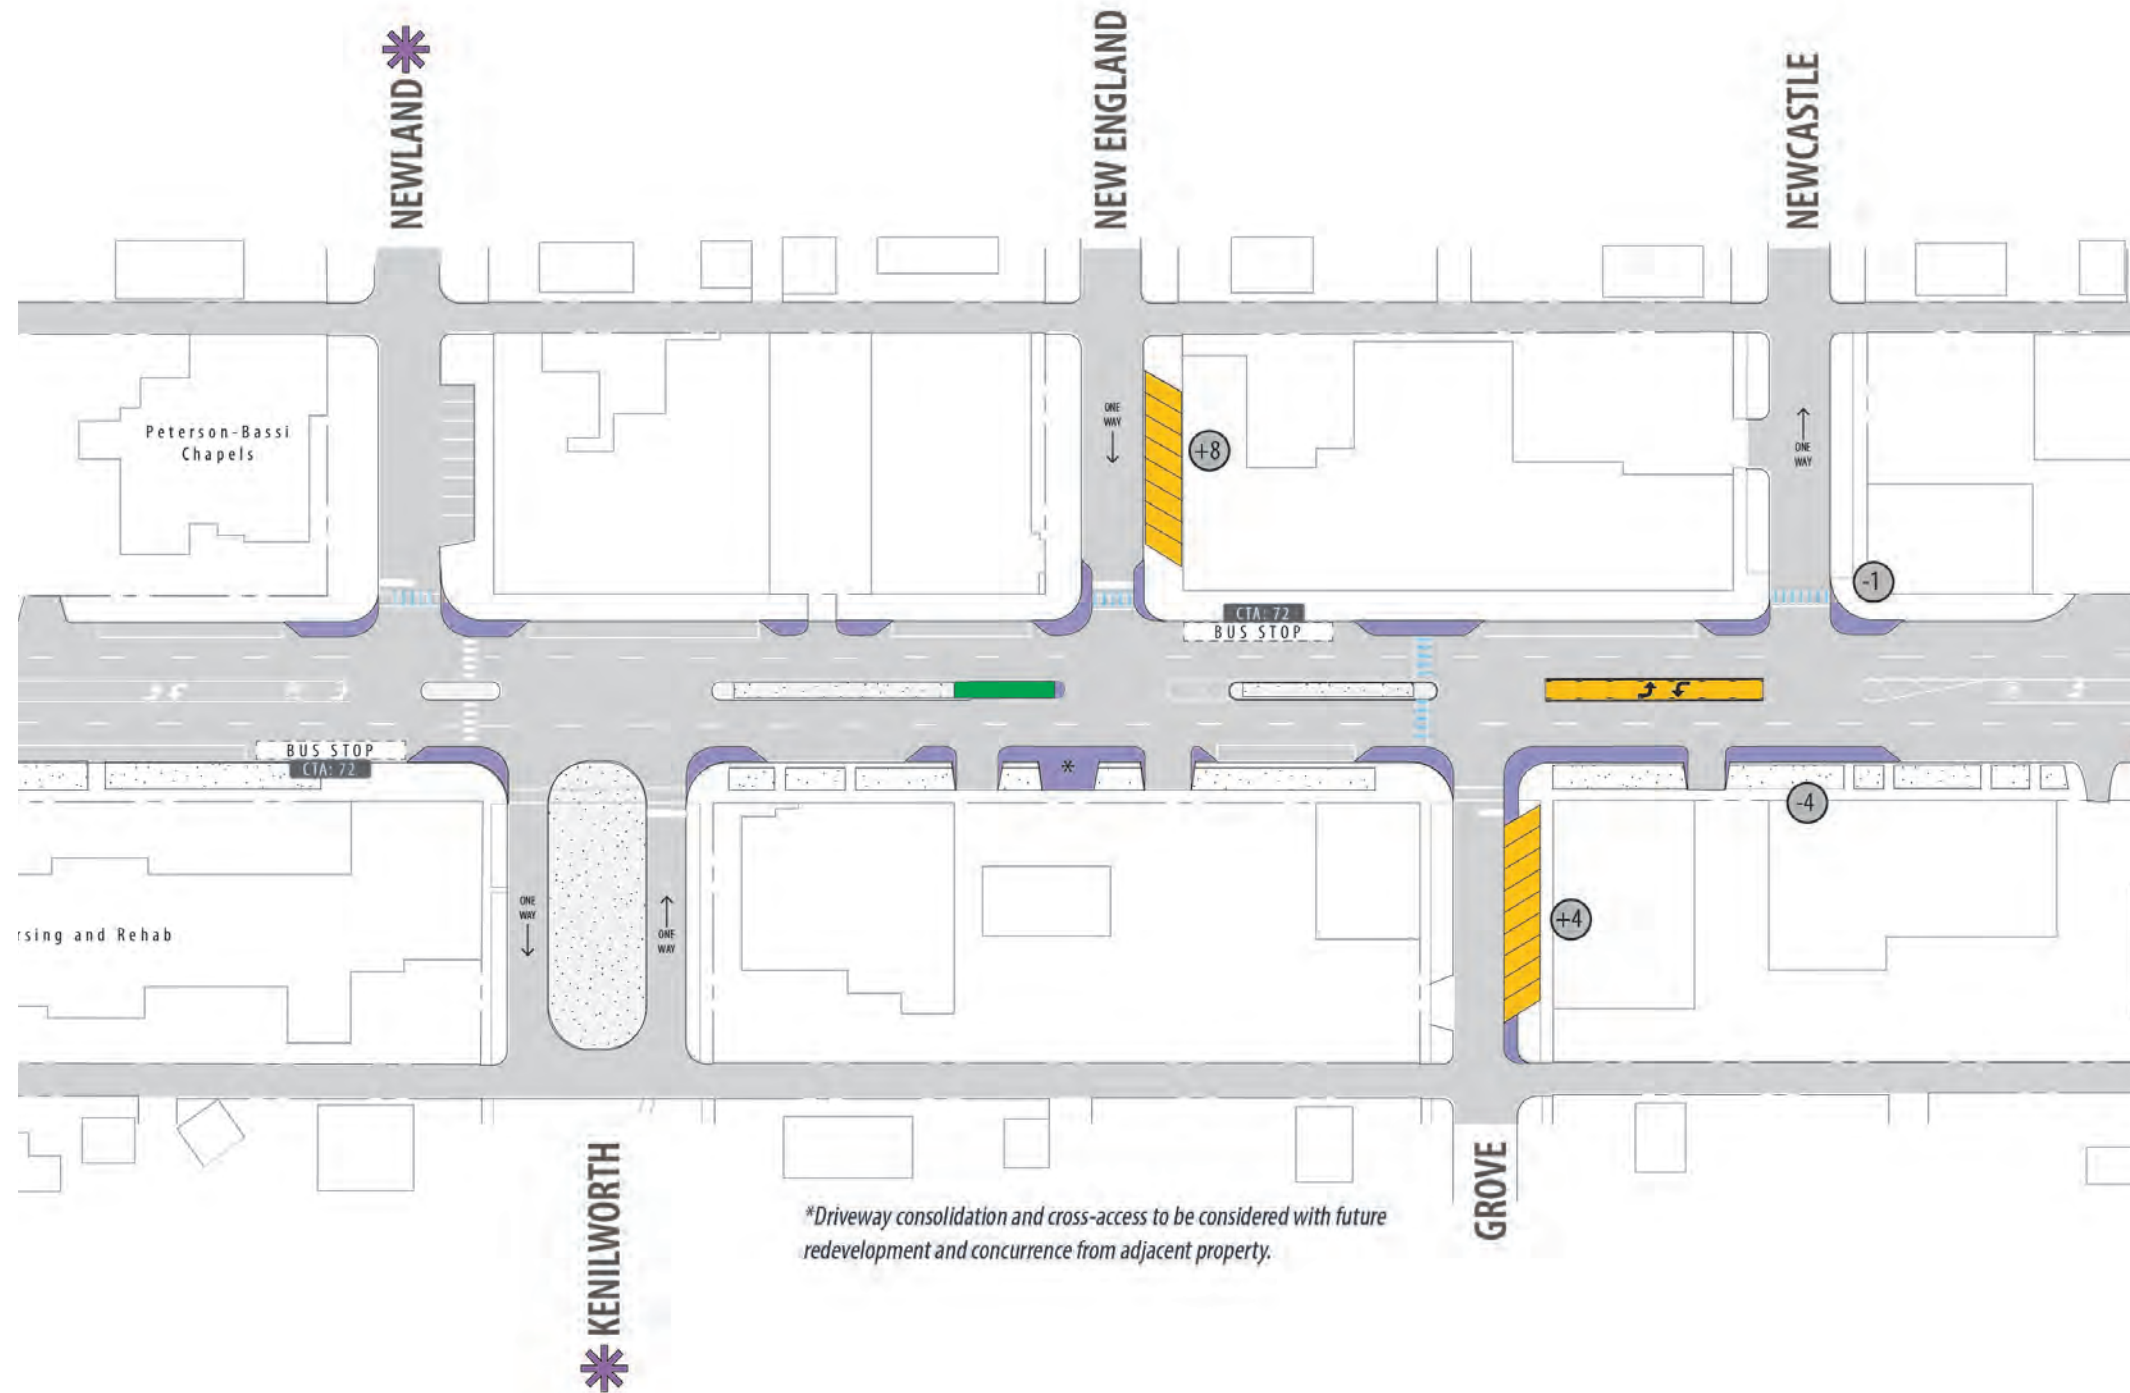 NEWLAND
NEW ENGLAND
NEWCASTLE
Peterson-Bassi
Chapels
ONE
WAY
+8
ONE
WAY
-1
CTA: 72
BUS STOP
BUS STOP
CTA: 72
*
-4
ONE
WAY
ONE
WAY
+4
rsing and Rehab
KENILWORTH
GROVE
*Driveway consolidation and cross-access to be considered with future
redevelopment and concurrence from adjacent property.